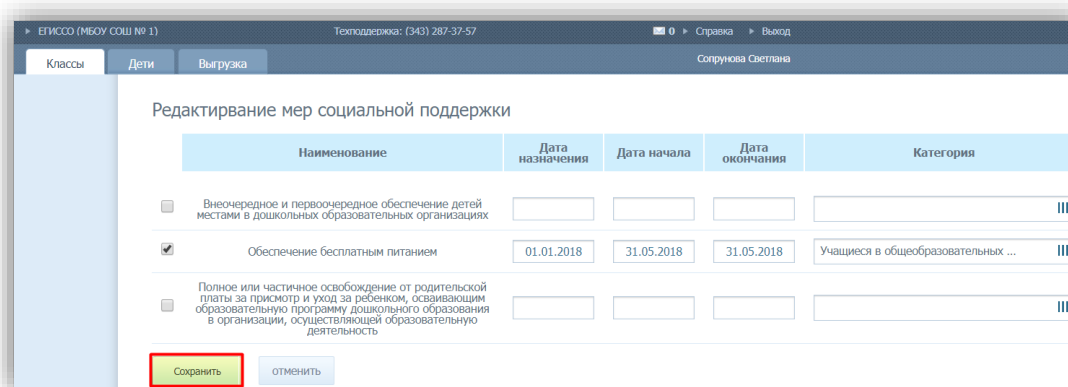 ЕГИССО (МБОУ СОШ № 1) Техподдержка: (343) 287-37-57 0 Справка Выход
Классы Дети Выгрузка Сопрунова Светлана
Редактирвание мер социальной поддержки
Наименование Дата назначения Дата начала Дата окончания Категория
Внеочередное и первоочередное обеспечение детей
местами в дошкольных образовательных организациях
Обеспечение бесплатным питанием 01.01.2018 31.05.2018 31.05.2018 Учащиеся в общеобразовательных ...
Полное или частичное освобождение от родительской
платы за присмотр и уход за ребенком, осваивающим
образовательную программу дошкольного образования
в организации, осуществляющей образовательную
деятельность
Сохранить отменить